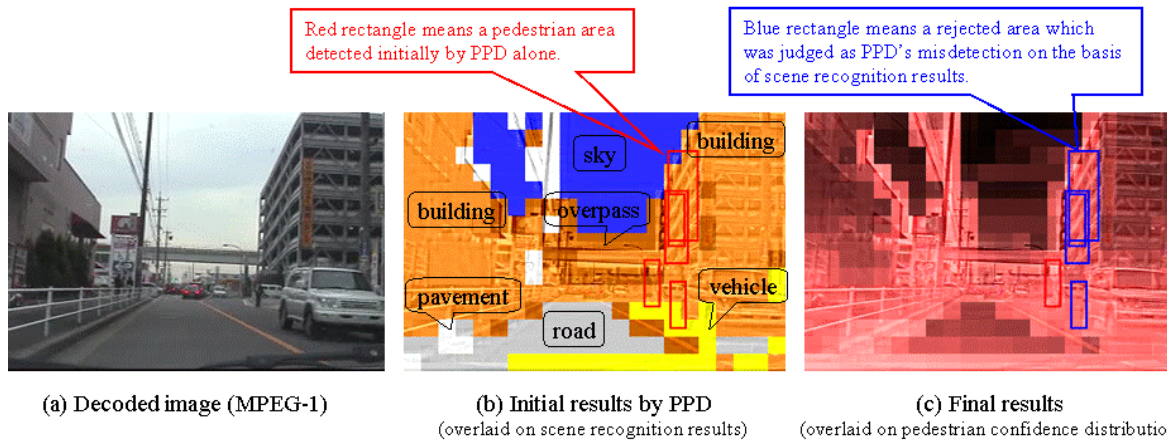 Red rectangle means a pedestrian area
detected initially by PPD alone.
Blue rectangle means a rejected area which
was judged as PPD's misdetection on the basis
of scene recognition results.
sky
building
building
overpass
pavement
vehicle
road
(a) Decoded image (MPEG-1)
(b) Initial results by PPD
(overlaid on scene recognition results)
(c) Final results
(overlaid on pedestrian confidence distributio